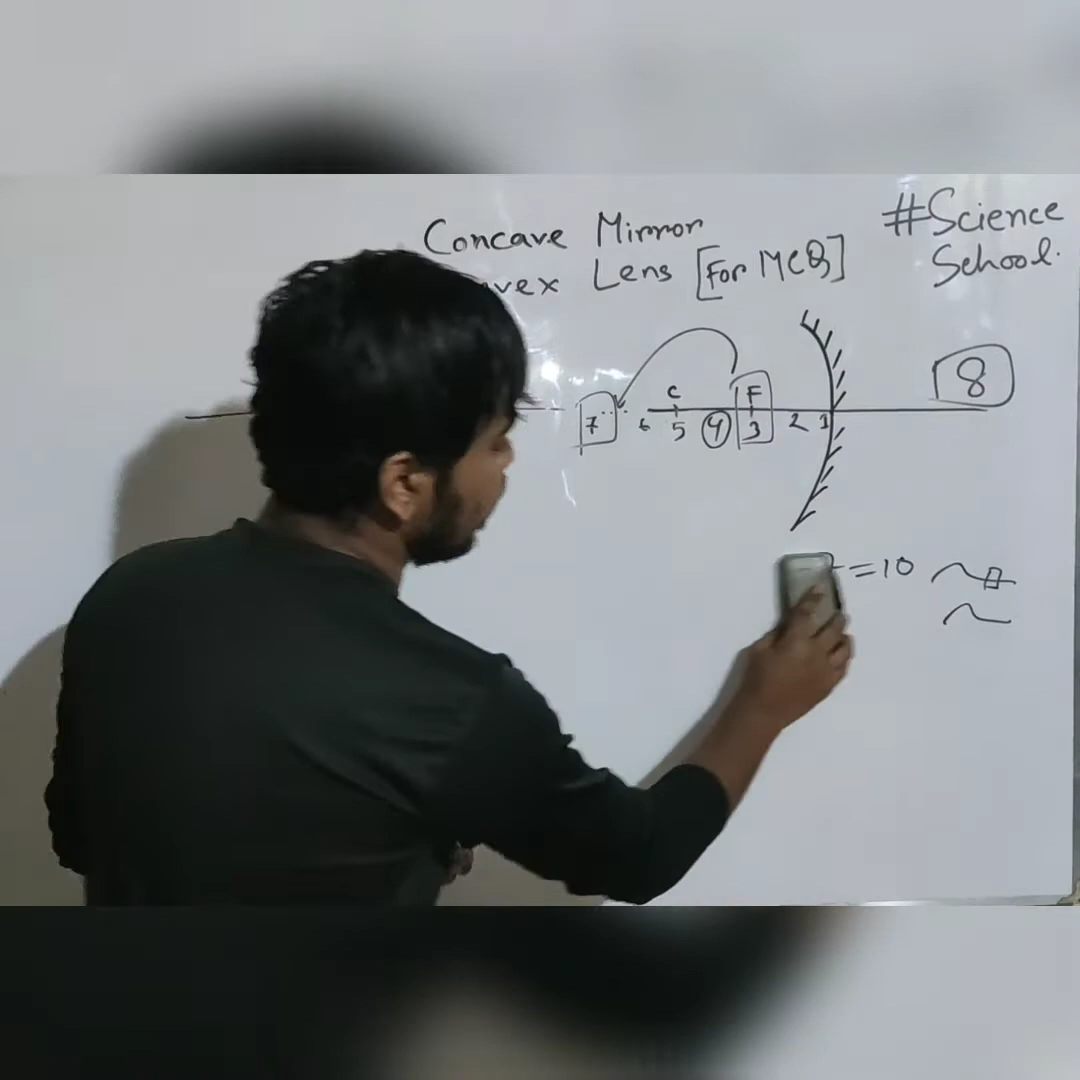 Concave Mirror
vex Lens [For MCQ]
#Science
School.
8
C F
7 6 5 4 3 2 1
=10